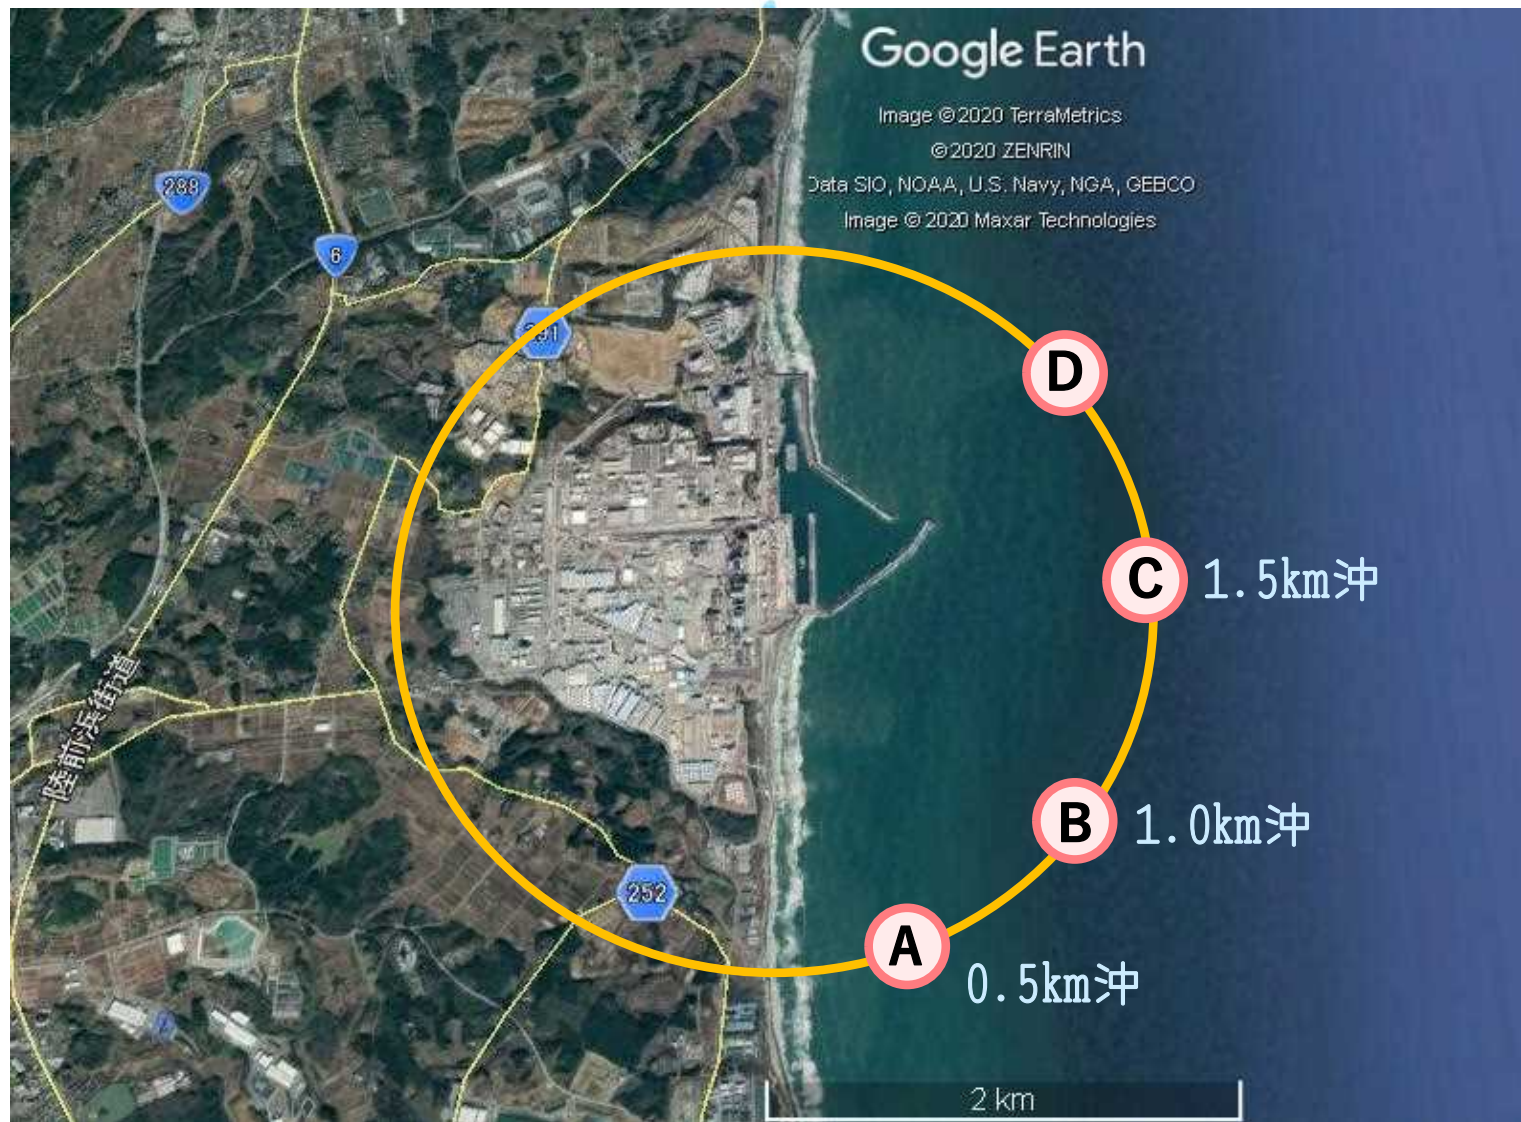 Google Earth
Image © 2020 TerraMetrics
© 2020 ZENRIN
Data SIO, NOAA, U.S. Navy, NGA, GEBCO
Image © 2020 Maxar Technologies
288
6
391
D
C
1.5km沖
陸前浜街道
B
1.0km沖
252
A
0.5km沖
2 km